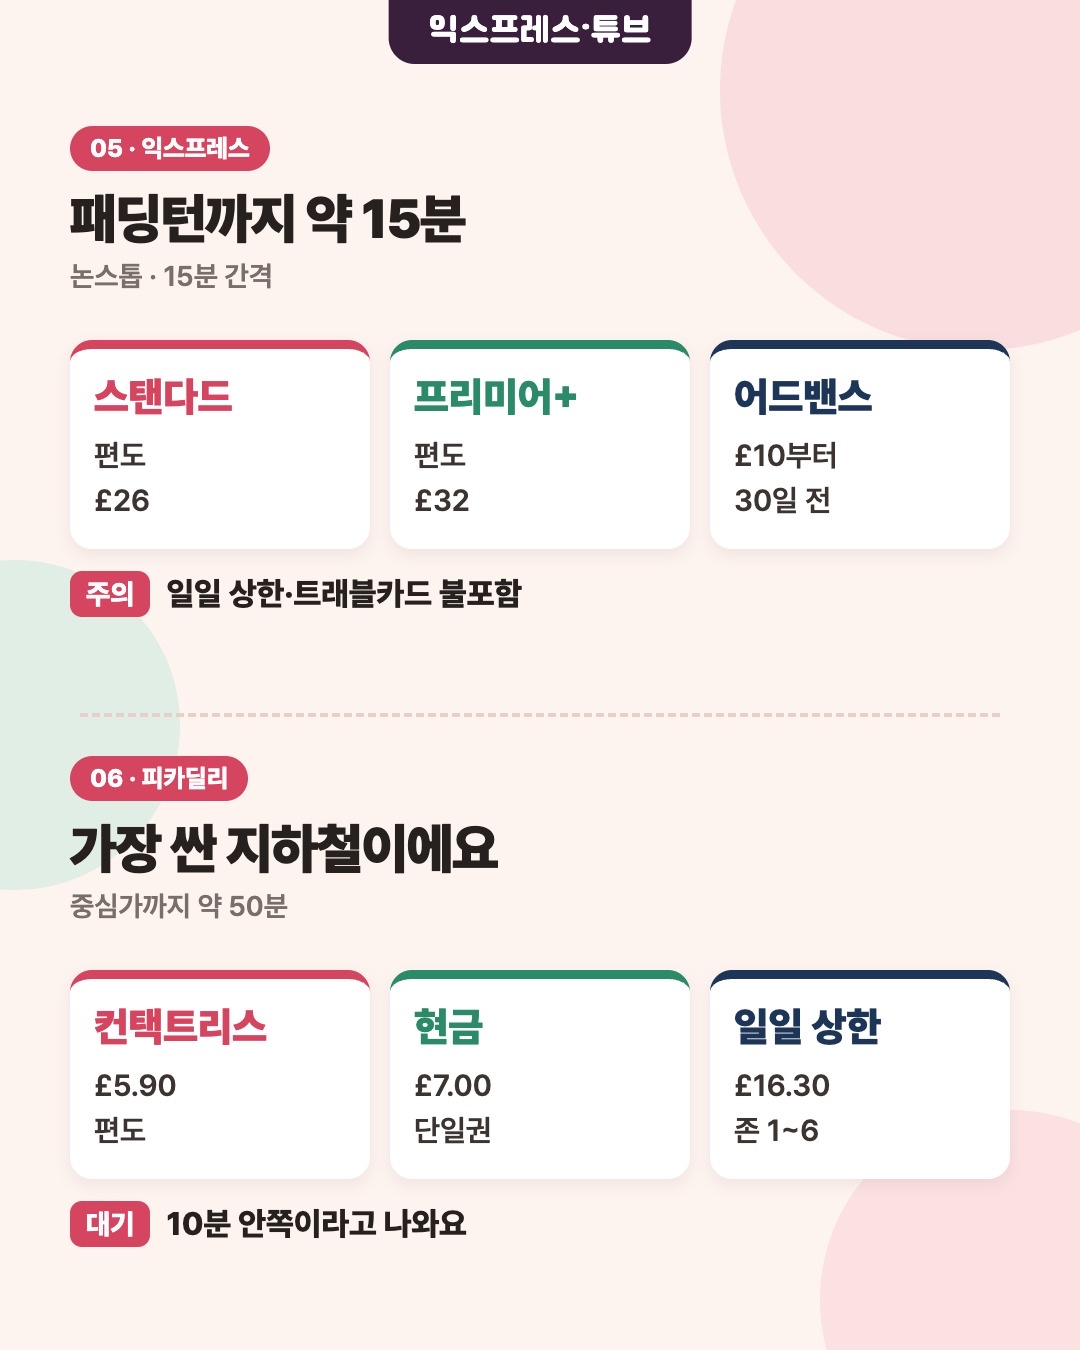 익스프레스·튜브
05 · 익스프레스
패딩턴까지 약 15분
논스톱 · 15분 간격
스탠다드
편도
£26
프리미어+
편도
£32
어드밴스
£10부터
30일 전
주의 일일 상한·트래블카드 불포함
06 · 피카딜리
가장 싼 지하철이에요
중심가까지 약 50분
컨택트리스
£5.90
편도
현금
£7.00
단일권
일일 상한
£16.30
존 1~6
대기 10분 안쪽이라고 나와요